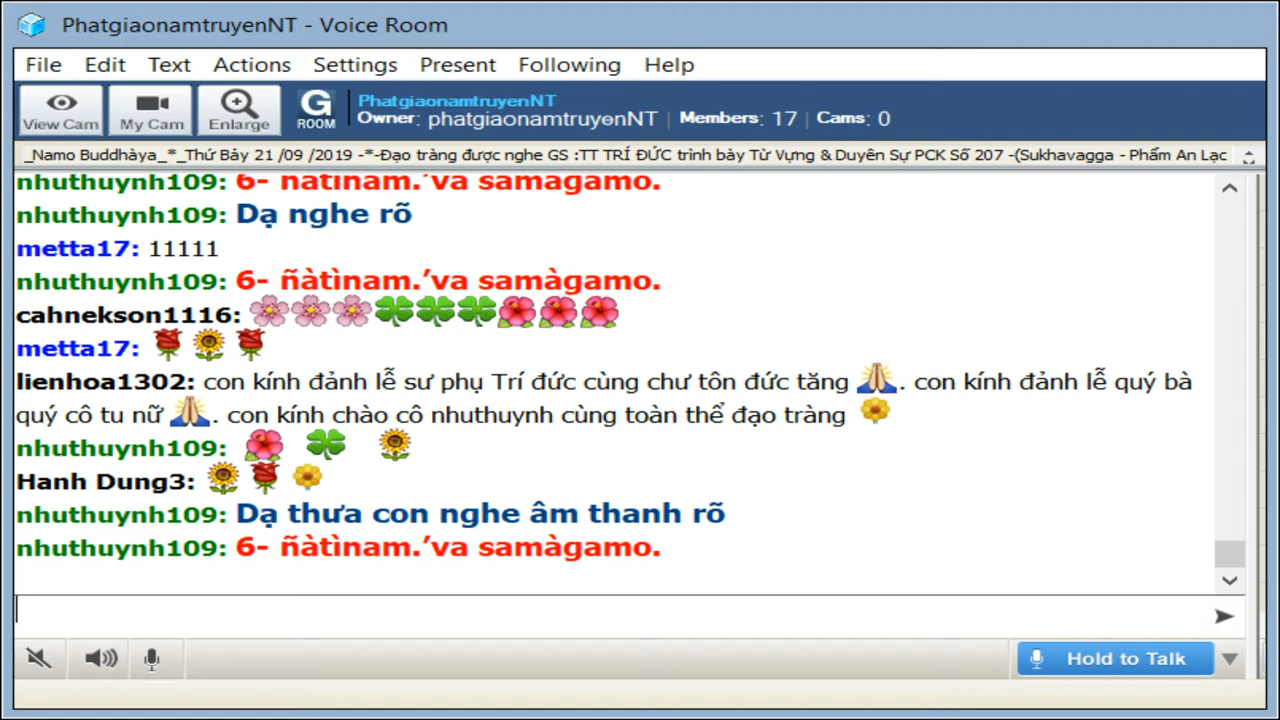 PhatgiaonamtruyenNT - Voice Room
File Edit Text Actions Settings Present Following Help
View Cam My Cam Enlarge G ROOM PhatgiaonamtruyenNT
Owner: phatgiaonamtruyenNT | Members: 17 | Cams: 0
_Namo Buddhàya_*_Thứ Bảy 21 /09 /2019 -*-Đạo tràng được nghe GS :TT TRÍ ĐỨC trình bày Từ Vựng & Duyên Sự PCK Số 207 -(Sukhavagga - Phẩm An Lạc
nhuthuynh109: 6- ñàtìnam.’va samàgamo.
nhuthuynh109: Dạ nghe rõ
metta17: 11111
nhuthuynh109: 6- ñàtìnam.’va samàgamo.
cahnekson1116:
metta17:
lienhoa1302: con kính đảnh lễ sư phụ Trí đức cùng chư tôn đức tăng . con kính đảnh lễ quý bà
quý cô tu nữ . con kính chào cô nhuthuynh cùng toàn thể đạo tràng
nhuthuynh109:
Hanh Dung3:
nhuthuynh109: Dạ thưa con nghe âm thanh rõ
nhuthuynh109: 6- ñàtìnam.’va samàgamo.
Hold to Talk